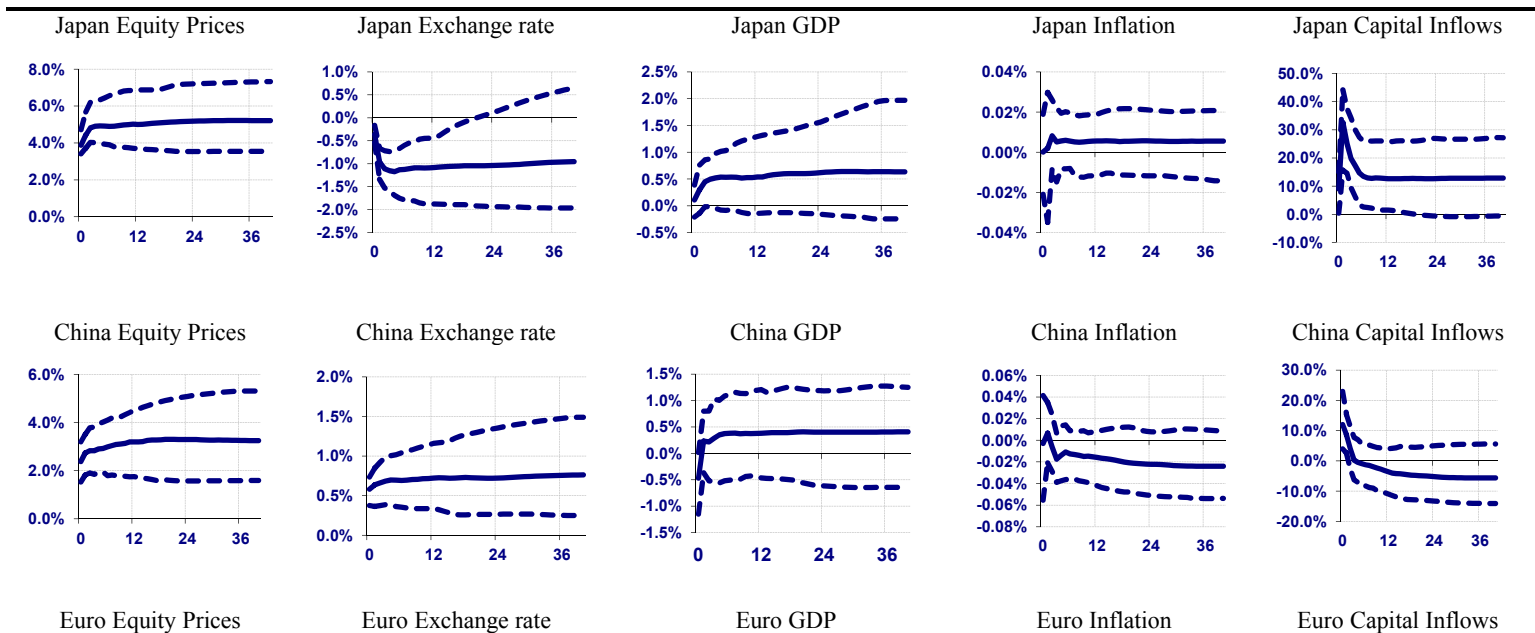 Japan Equity Prices
Japan Exchange rate
Japan GDP
Japan Inflation
Japan Capital Inflows
8.0%
6.0%
4.0%
2.0%
0.0%
0 12 24 36
1.0%
0.5%
0.0%
-0.5%
-1.0%
-1.5%
-2.0%
-2.5%
0 12 24 36
2.5%
2.0%
1.5%
1.0%
0.5%
0.0%
-0.5%
0 12 24 36
0.04%
0.02%
0.00%
-0.02%
-0.04%
0 12 24 36
50.0%
40.0%
30.0%
20.0%
10.0%
0.0%
-10.0%
0 12 24 36
China Equity Prices
China Exchange rate
China GDP
China Inflation
China Capital Inflows
6.0%
4.0%
2.0%
0.0%
0 12 24 36
2.0%
1.5%
1.0%
0.5%
0.0%
0 12 24 36
1.5%
1.0%
0.5%
0.0%
-0.5%
-1.0%
-1.5%
0 12 24 36
0.06%
0.04%
0.02%
0.00%
-0.02%
-0.04%
-0.06%
-0.08%
0 12 24 36
30.0%
20.0%
10.0%
0.0%
-10.0%
-20.0%
0 12 24 36
Euro Equity Prices
Euro Exchange rate
Euro GDP
Euro Inflation
Euro Capital Inflows